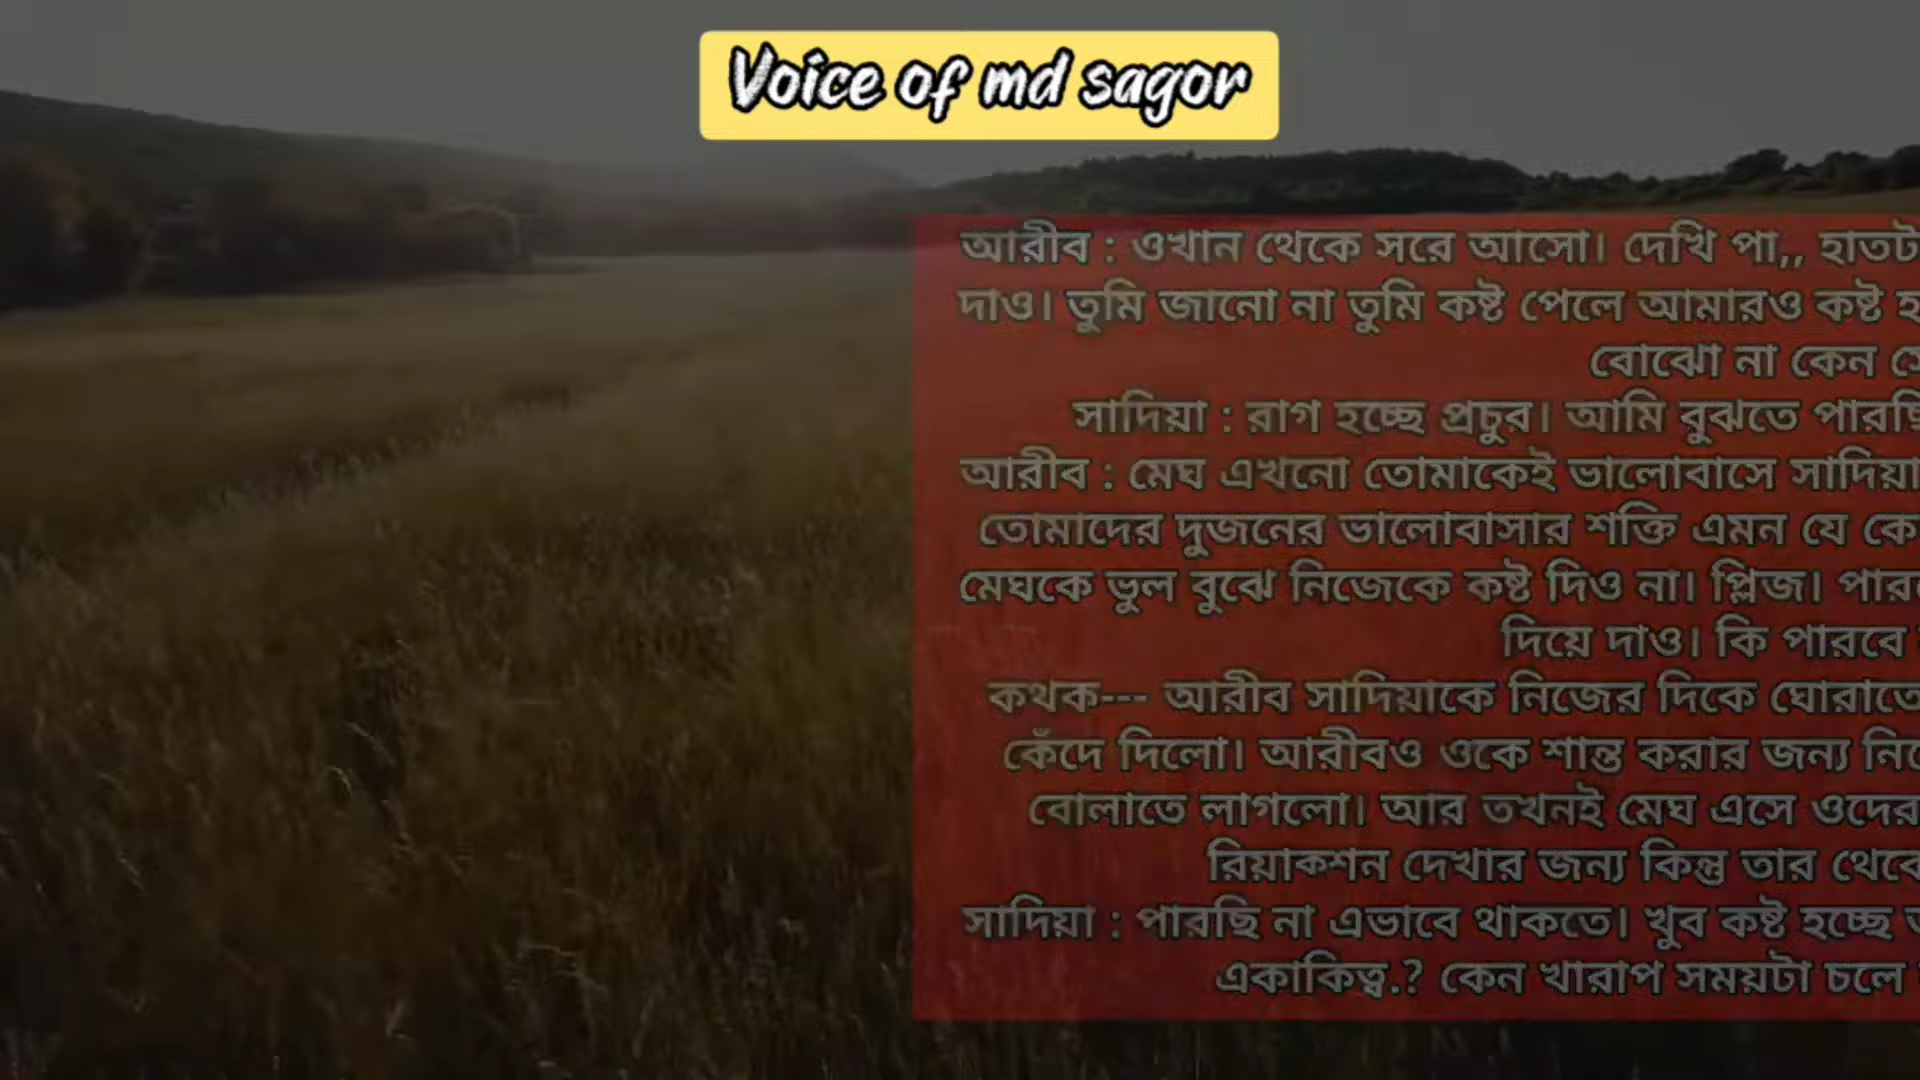 Voice of md sagor
আরীব : ওখান থেকে সরে আসো। দেখি পা,, হাতট
দাও। তুমি জানো না তুমি কষ্ট পেলে আমারও কষ্ট
বোঝো না কেন
সাদিয়া : রাগ হচ্ছে প্রচুর। আমি বুঝতে
আরীব : মেঘ এখনো তোমাকেই ভালোবাসে সাদিয়া
তোমাদের দুজনের ভালোবাসার শক্তি এমন যে
মেঘকে ভুল বুঝে নিজেকে কষ্ট দিও না। প্লিজ।
দিয়ে দাও। কি পারবে
কথক--- আরীব সাদিয়াকে নিজের দিকে
কেঁদে দিলো। আরীবও ওকে শান্ত করার জন্য
বোলাতে লাগলো। আর তখনই মেঘ এসে ওদের
রিয়াকশন দেখার জন্য কিন্তু তার
সাদিয়া : পারছি না এভাবে থাকতে। খুব কষ্ট হচ্ছে
একাকিত্ব.? কেন খারাপ সময়টা চলে